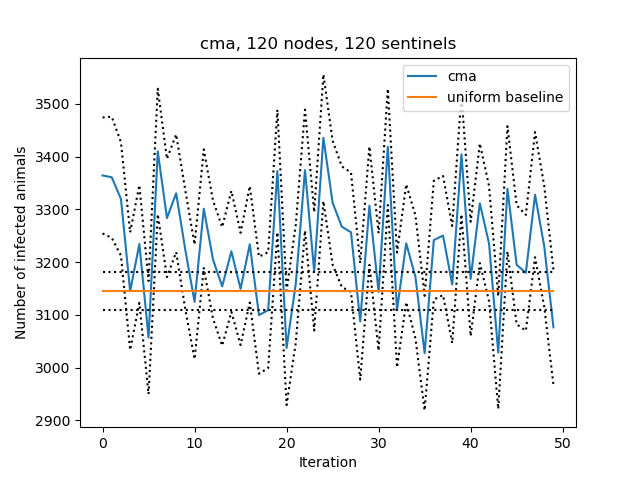 cma, 120 nodes, 120 sentinels
cma
uniform baseline
Number of infected animals
3500
3400
3300
3200
3100
3000
2900
0 10 20 30 40 50
Iteration